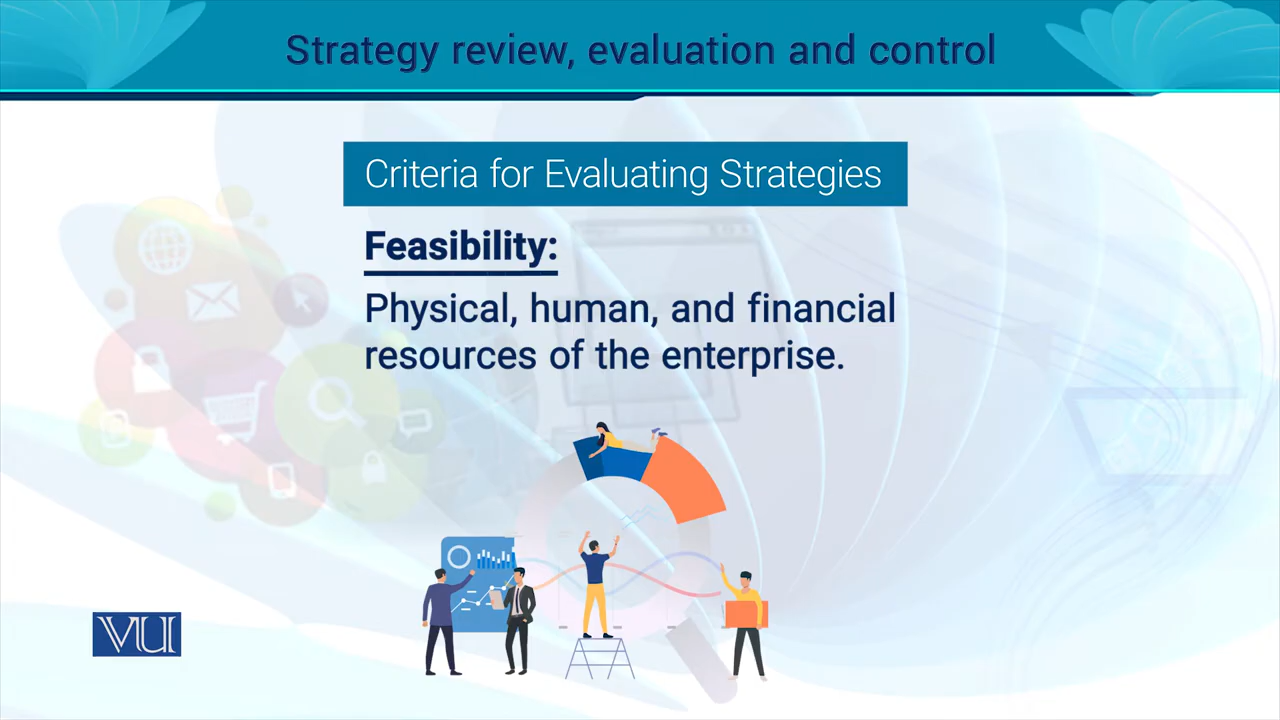 Strategy review, evaluation and control
Criteria for Evaluating Strategies
Feasibility:
Physical, human, and financial
resources of the enterprise.
VU